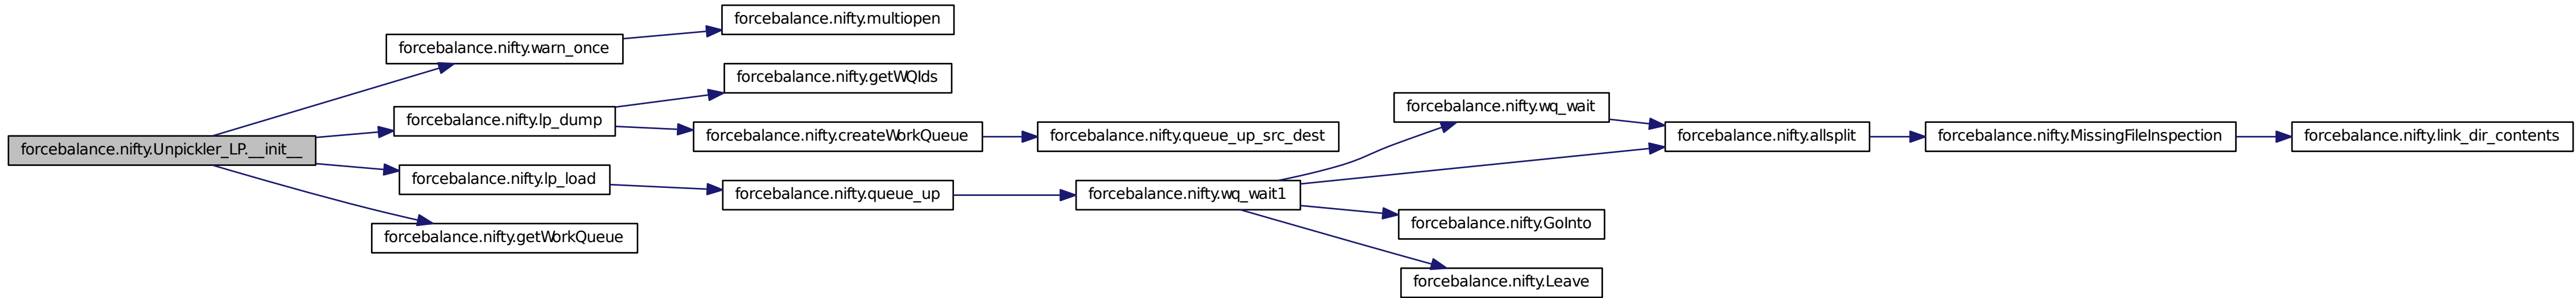 forcebalance.nifty.Unpickler_LP.__init__
forcebalance.nifty.warn_once
forcebalance.nifty.multiopen
forcebalance.nifty.lp_dump
forcebalance.nifty.getWQIds
forcebalance.nifty.createWorkQueue
forcebalance.nifty.queue_up_src_dest
forcebalance.nifty.lp_load
forcebalance.nifty.queue_up
forcebalance.nifty.wq_wait1
forcebalance.nifty.wq_wait
forcebalance.nifty.allsplit
forcebalance.nifty.MissingFileInspection
forcebalance.nifty.link_dir_contents
forcebalance.nifty.GoInto
forcebalance.nifty.Leave
forcebalance.nifty.getWorkQueue